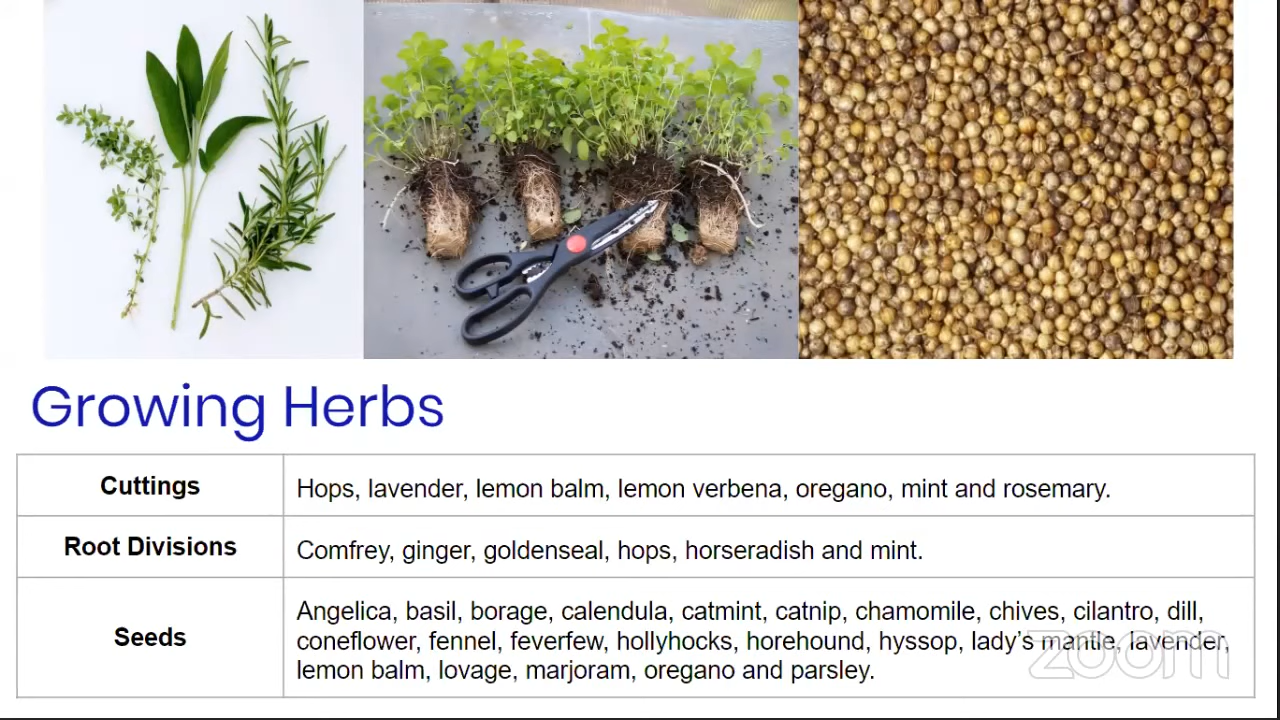 Growing Herbs
Cuttings
Hops, lavender, lemon balm, lemon verbena, oregano, mint and rosemary.
Root Divisions
Comfrey, ginger, goldenseal, hops, horseradish and mint.
Seeds
Angelica, basil, borage, calendula, catmint, catnip, chamomile, chives, cilantro, dill,
coneflower, fennel, feverfew, hollyhocks, horehound, hyssop, lady’s mantle, lavender,
lemon balm, lovage, marjoram, oregano and parsley.
zoom